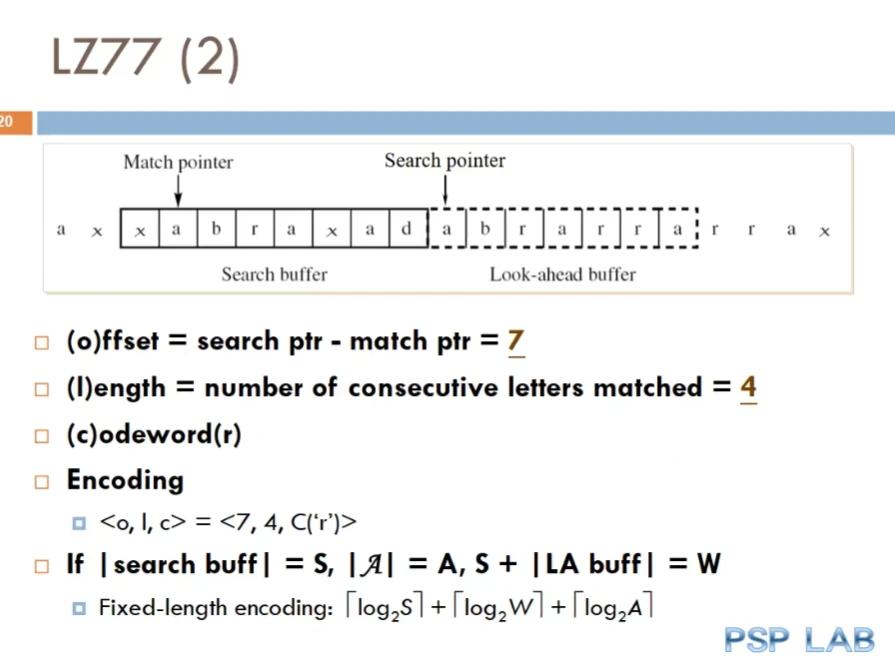 LZ77 (2)
20
Match pointer Search pointer
a x x a b r a x a d a b r a r r a r r a x
Search buffer Look-ahead buffer
(o)ffset = search ptr - match ptr = 7
(l)ength = number of consecutive letters matched = 4
(c)odeword(r)
Encoding
<o, l, c> = <7, 4, C('r')>
If |search buff| = S, |𝒜| = A, S + |LA buff| = W
Fixed-length encoding: ⌈log₂S⌉ + ⌈log₂W⌉ + ⌈log₂A⌉
PSP LAB